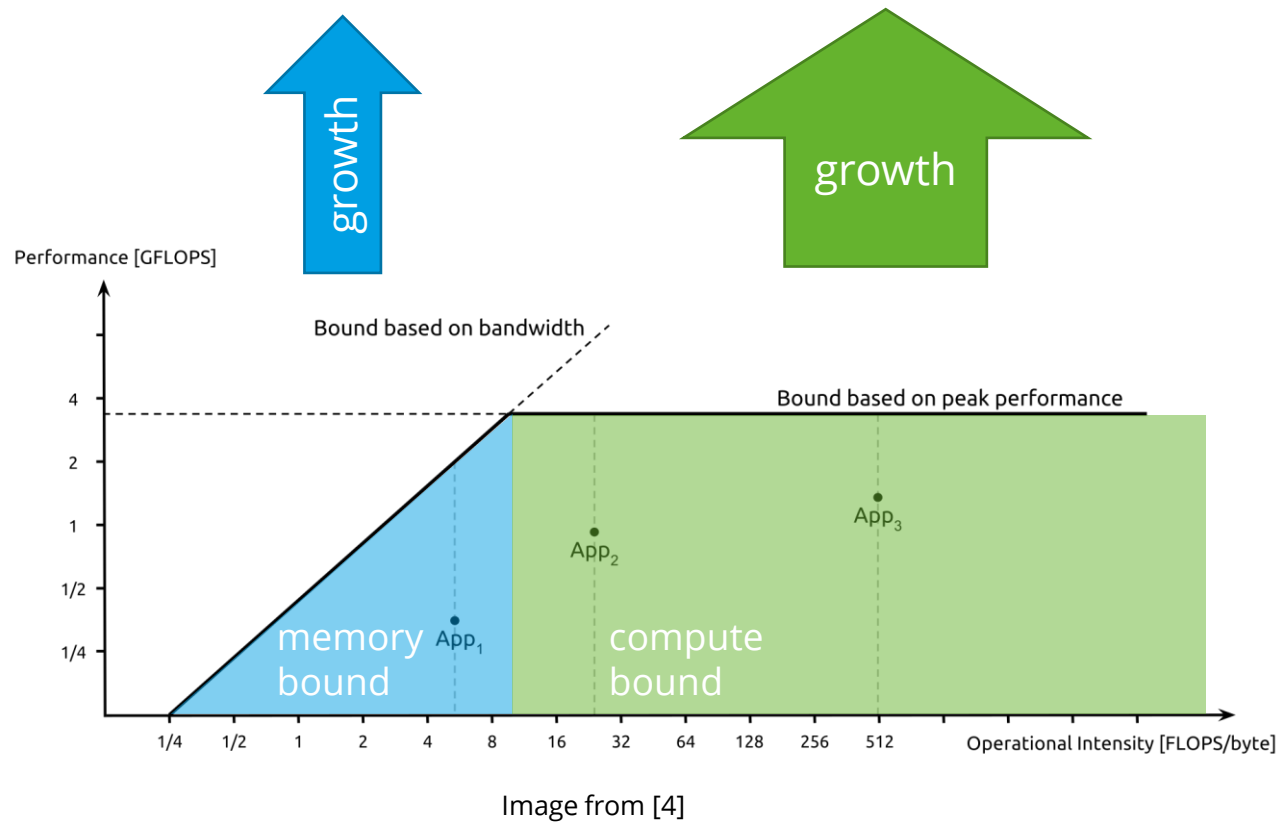 growth
growth
Performance [GFLOPS]
Bound based on bandwidth
Bound based on peak performance
4
2
1
1/2
1/4
App1
App2
App3
memory
bound
compute
bound
1/4 1/2 1 2 4 8 16 32 64 128 256 512
Operational Intensity [FLOPS/byte]
Image from [4]